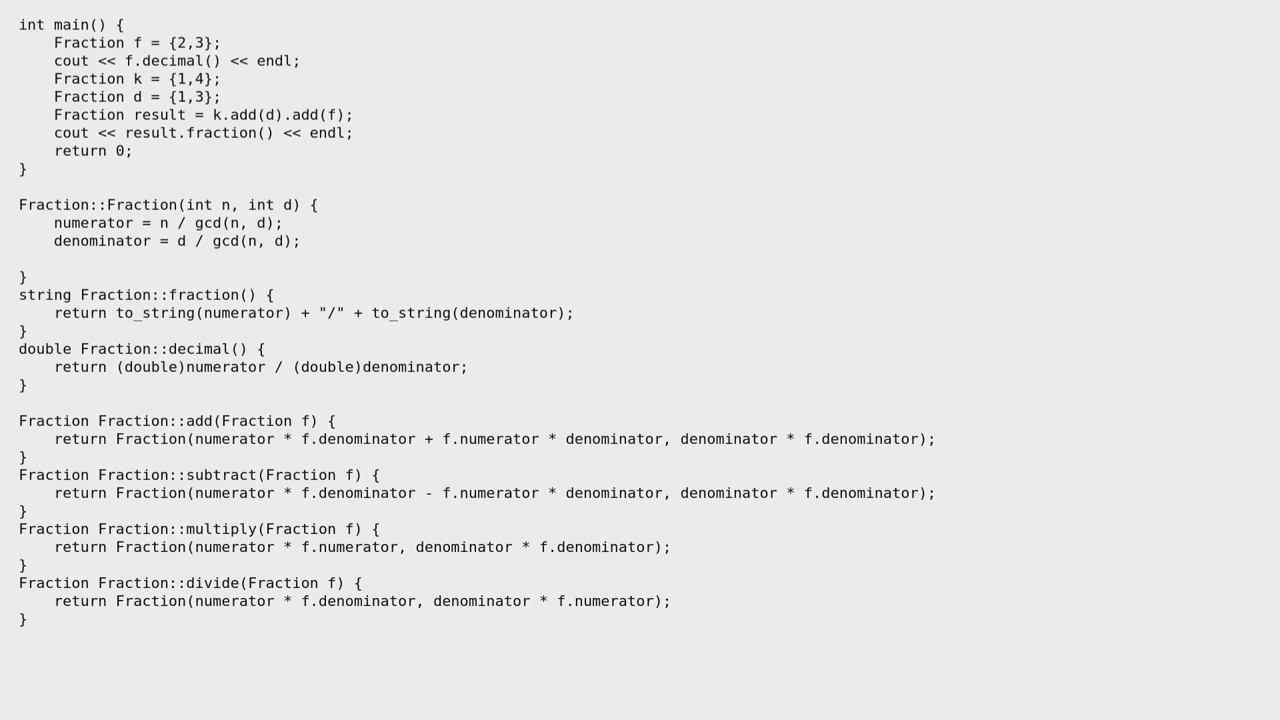 int main() {
    Fraction f = {2,3};
    cout << f.decimal() << endl;
    Fraction k = {1,4};
    Fraction d = {1,3};
    Fraction result = k.add(d).add(f);
    cout << result.fraction() << endl;
    return 0;
}

Fraction::Fraction(int n, int d) {
    numerator = n / gcd(n, d);
    denominator = d / gcd(n, d);

}
string Fraction::fraction() {
    return to_string(numerator) + "/" + to_string(denominator);
}
double Fraction::decimal() {
    return (double)numerator / (double)denominator;
}

Fraction Fraction::add(Fraction f) {
    return Fraction(numerator * f.denominator + f.numerator * denominator, denominator * f.denominator);
}
Fraction Fraction::subtract(Fraction f) {
    return Fraction(numerator * f.denominator - f.numerator * denominator, denominator * f.denominator);
}
Fraction Fraction::multiply(Fraction f) {
    return Fraction(numerator * f.numerator, denominator * f.denominator);
}
Fraction Fraction::divide(Fraction f) {
    return Fraction(numerator * f.denominator, denominator * f.numerator);
}